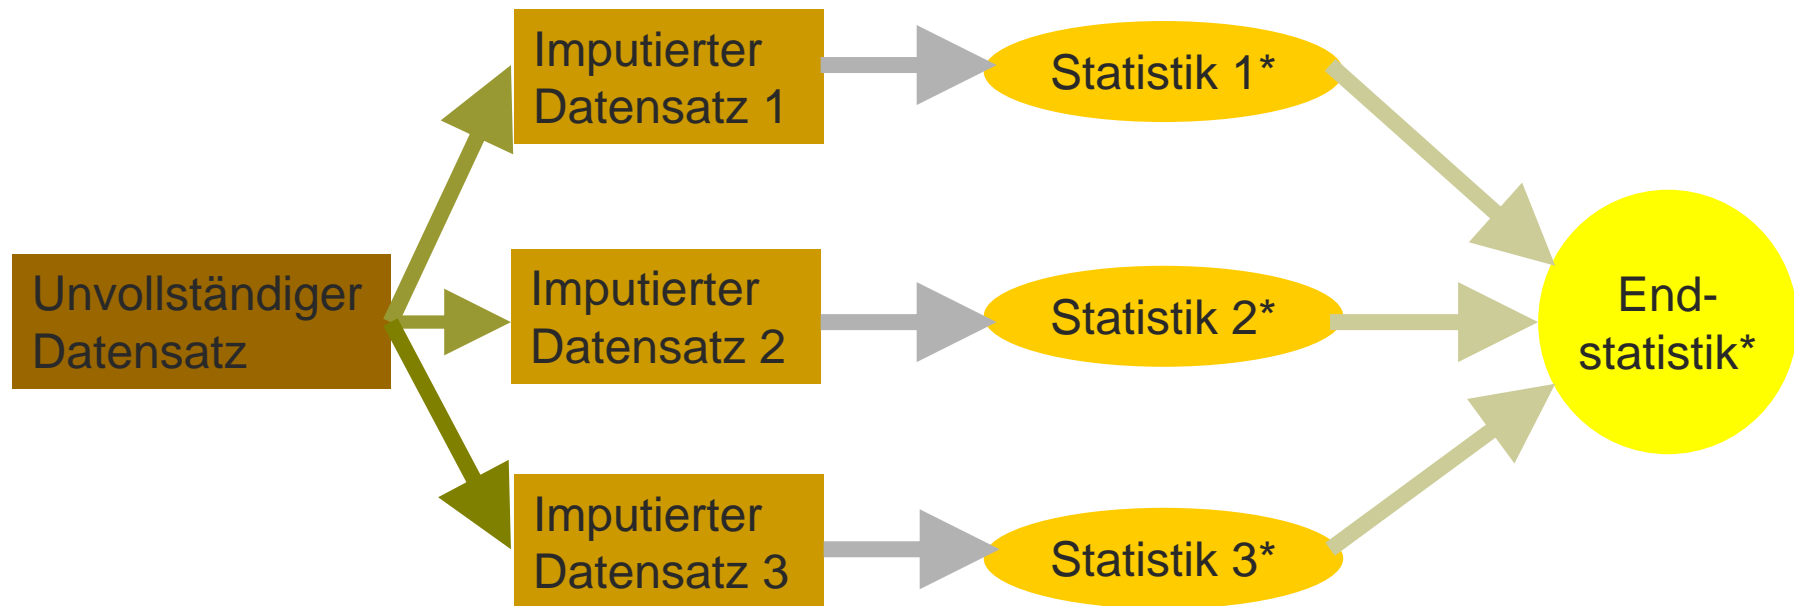 Imputierter
Datensatz 1
Statistik 1*
Unvollständiger
Datensatz
Imputierter
Datensatz 2
Statistik 2*
End-
statistik*
Imputierter
Datensatz 3
Statistik 3*